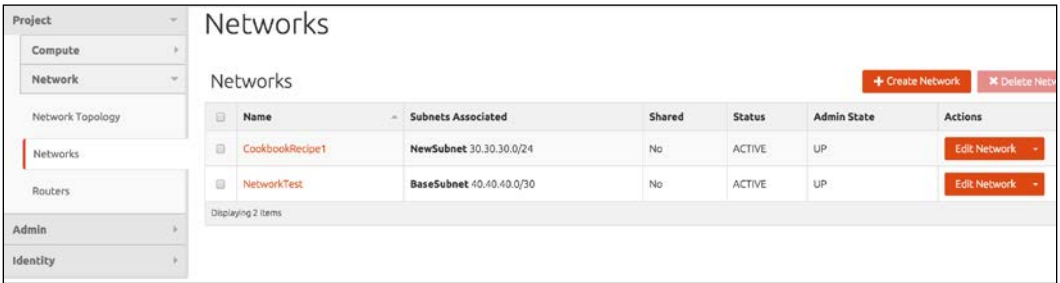 Project
Compute
Network
Network Topology
Networks
Routers
Admin
Identity
Networks
Networks
+ Create Network ✖ Delete Netw
Name Subnets Associated Shared Status Admin State Actions
CookbookRecipe1 NewSubnet 30.30.30.0/24 No ACTIVE UP Edit Network
NetworkTest BaseSubnet 40.40.40.0/30 No ACTIVE UP Edit Network
Displaying 2 items